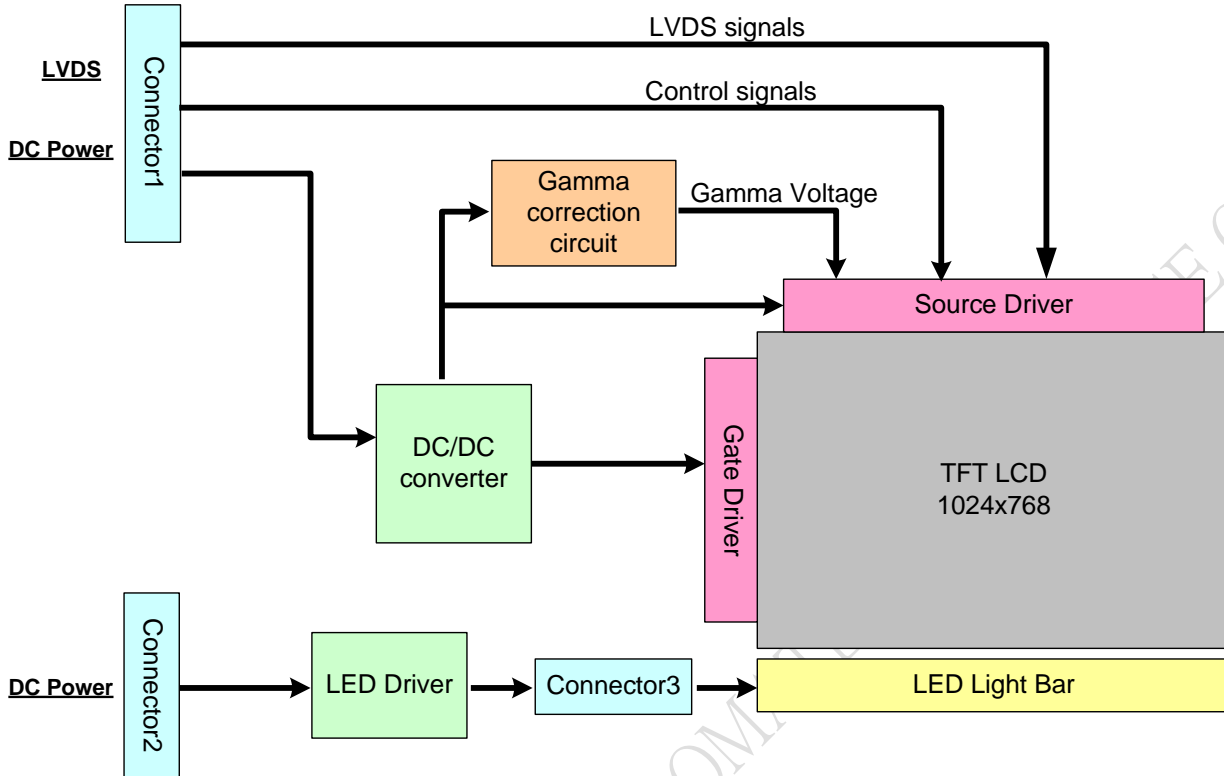 LVDS signals
LVDS
Connector1
Control signals
DC Power
Gamma
correction
circuit
Gamma Voltage
Source Driver
DC/DC
converter
Gate Driver
TFT LCD
1024x768
Connector2
DC Power
LED Driver
Connector3
LED Light Bar